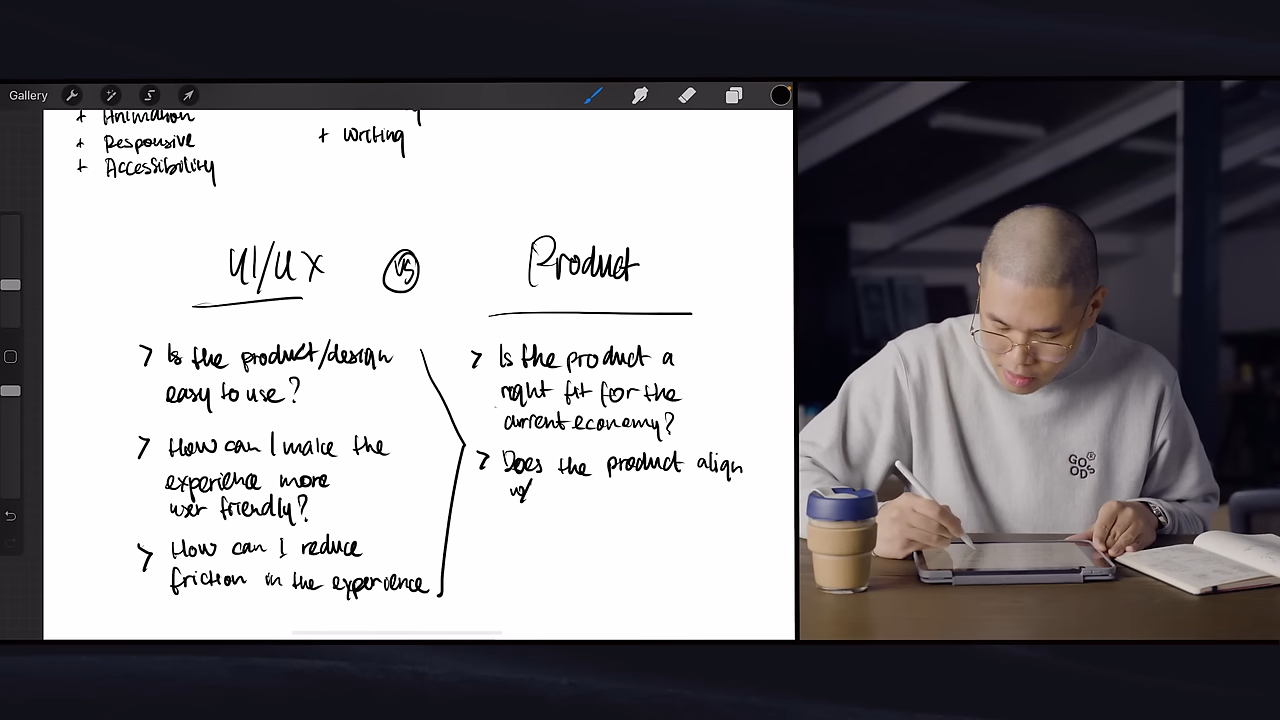 Gallery
+ Animation
+ Responsive
+ Accessibility
+ Writing
UI/UX
VS
Product
> Is the product/design
easy to use?
> How can I make the
experience more
user friendly?
> How can I reduce
friction in the experience
> Is the product a
right fit for the
current economy?
> Does the product align
w/
GO®
ODS